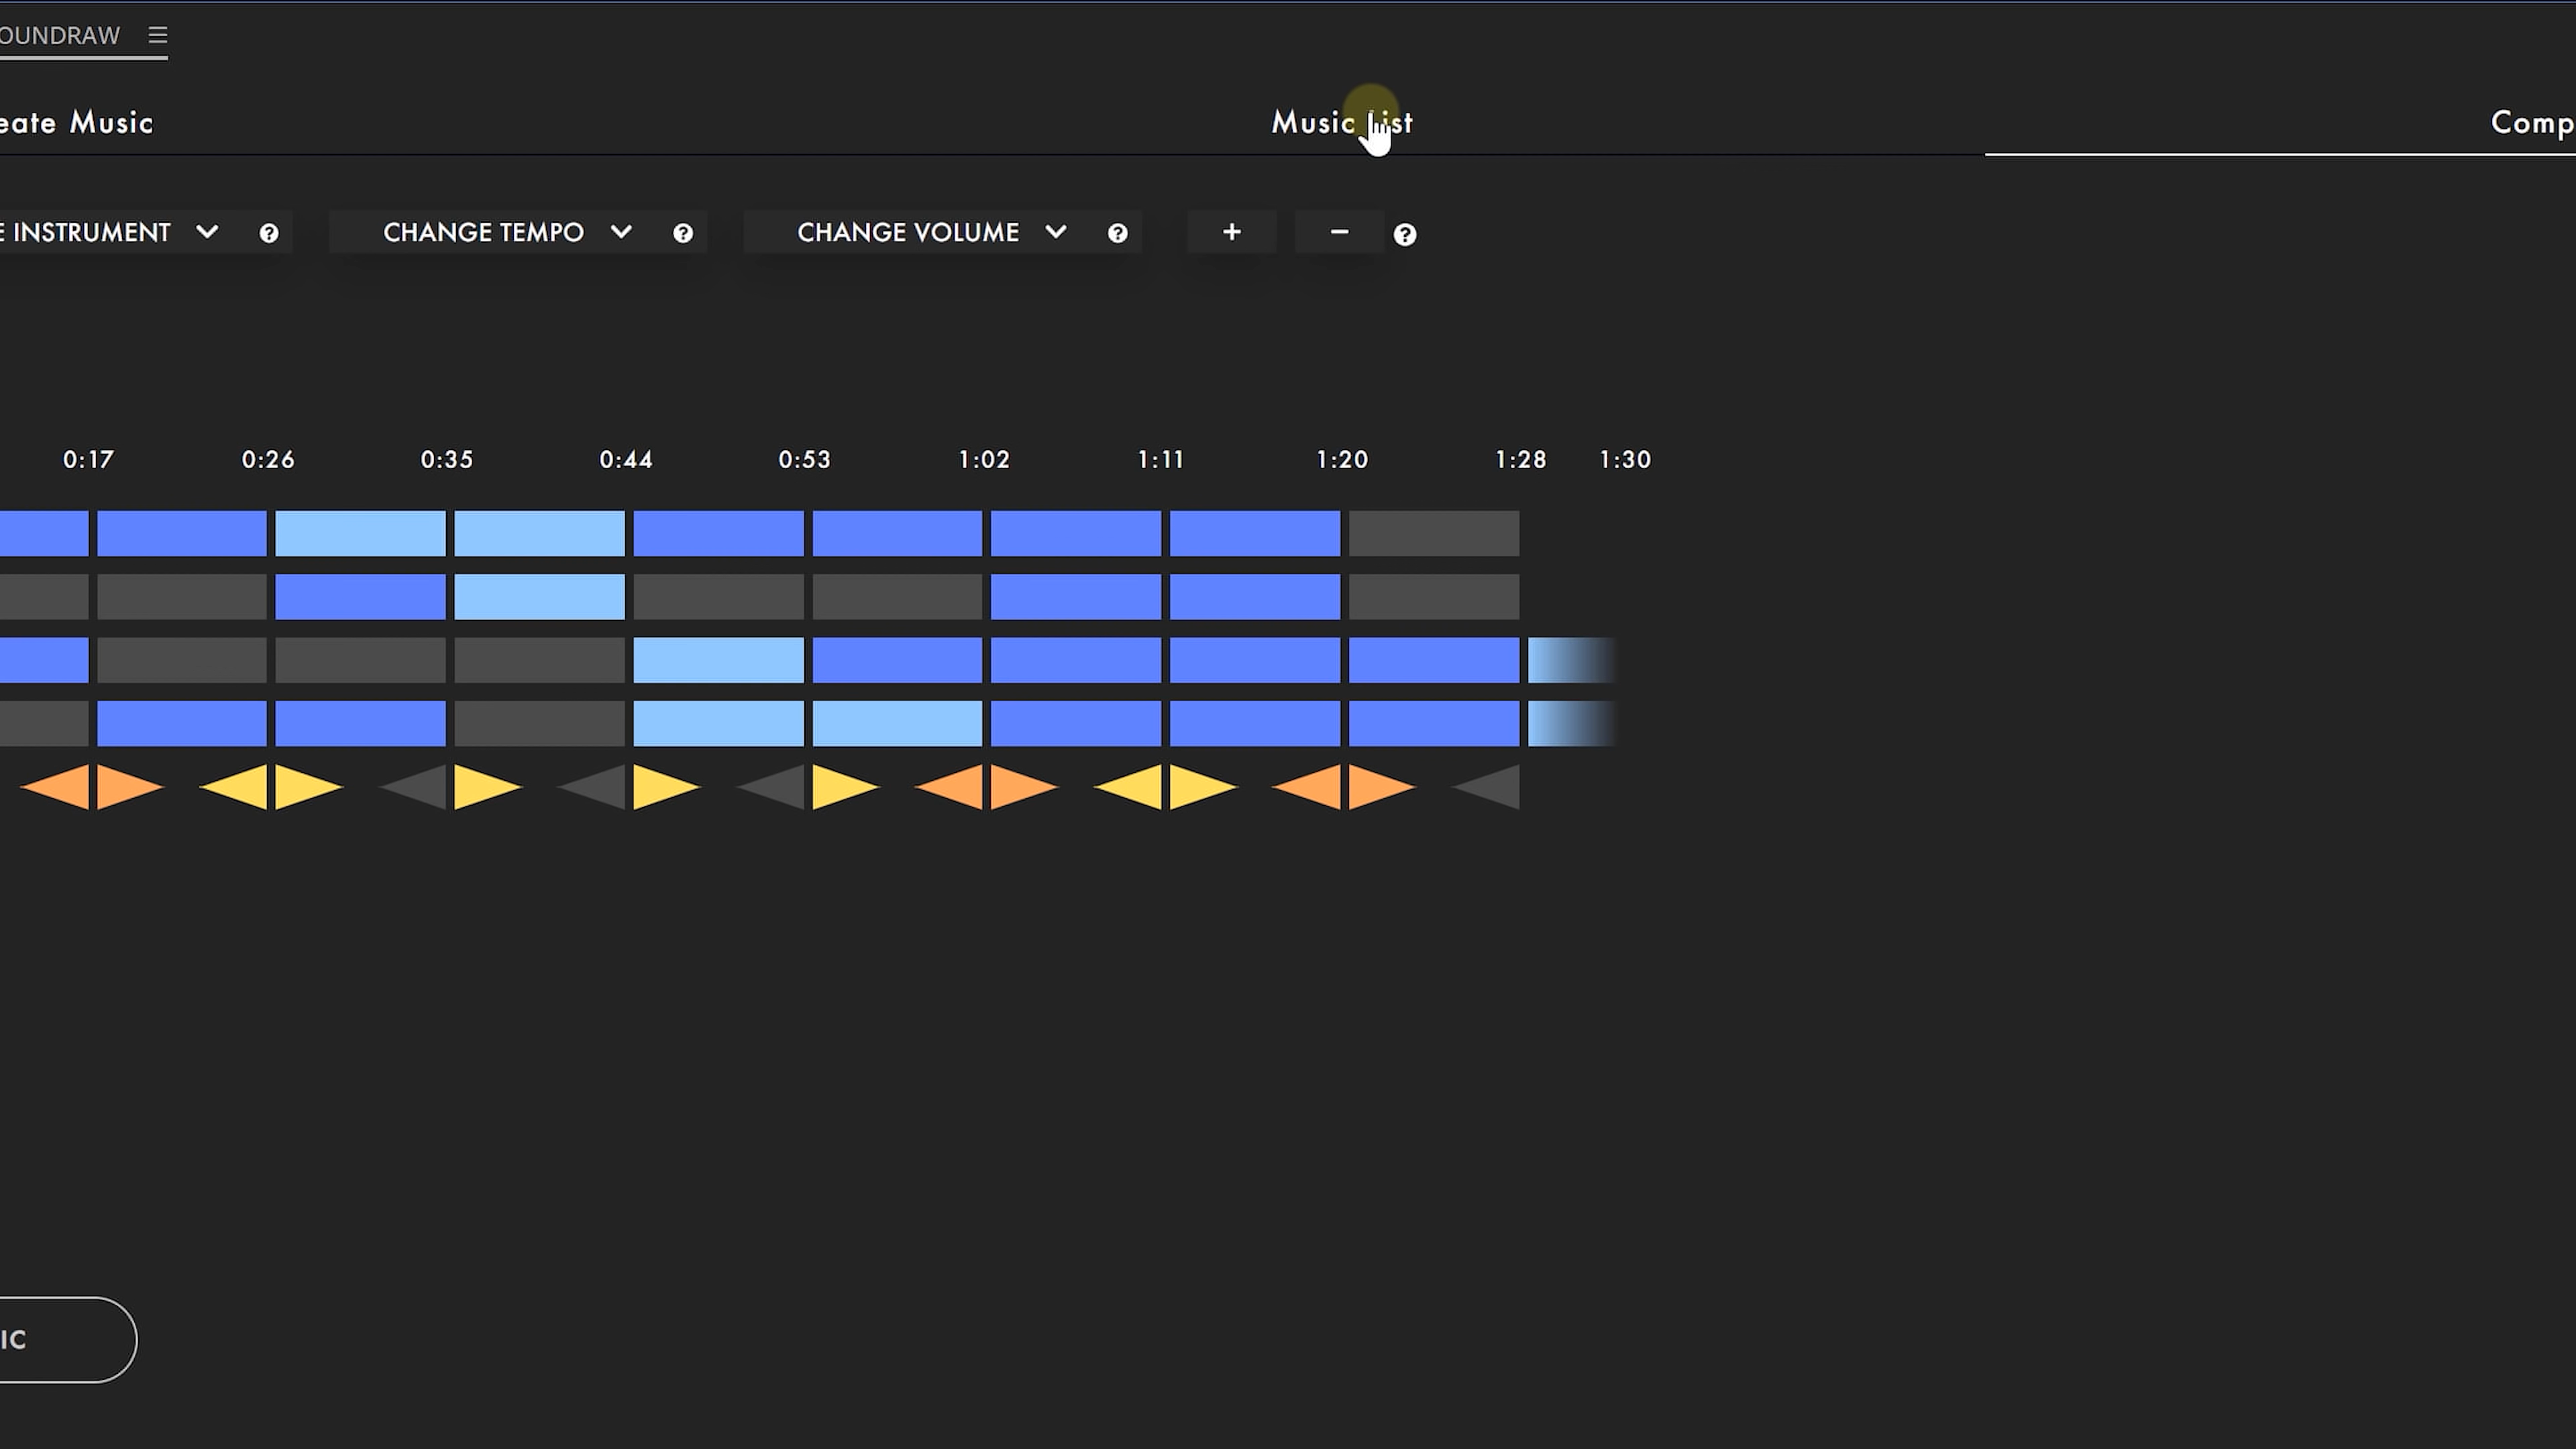 OUNDRAW
eate Music
Music List
Comp
E INSTRUMENT ? CHANGE TEMPO ? CHANGE VOLUME ? + − ?
0:17 0:26 0:35 0:44 0:53 1:02 1:11 1:20 1:28 1:30
IC